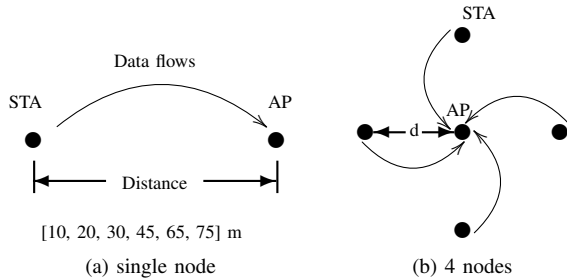 STA
Data flows
STA
AP
AP
d
Distance
[10, 20, 30, 45, 65, 75] m
(a) single node
(b) 4 nodes